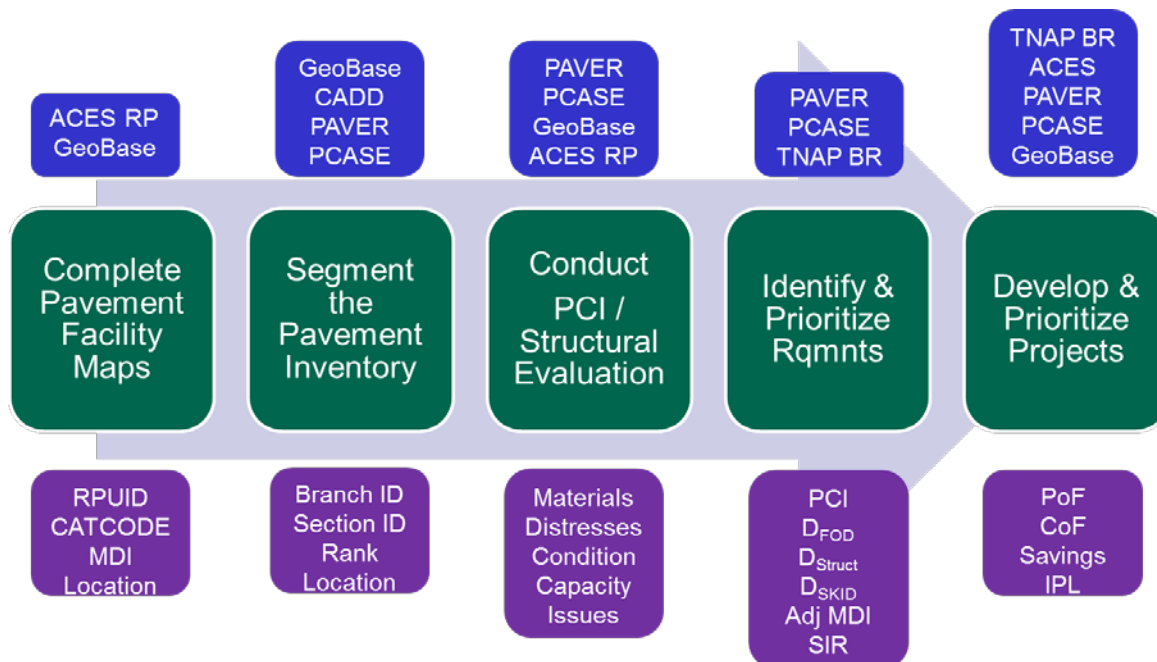 ACES RP
GeoBase
GeoBase
CADD
PAVER
PCASE
PAVER
PCASE
GeoBase
ACES RP
PAVER
PCASE
TNAP BR
TNAP BR
ACES
PAVER
PCASE
GeoBase
Complete
Pavement
Facility
Maps
Segment
the
Pavement
Inventory
Conduct
PCI /
Structural
Evaluation
Identify &
Prioritize
Rqmnts
Develop &
Prioritize
Projects
RPUID
CATCODE
MDI
Location
Branch ID
Section ID
Rank
Location
Materials
Distresses
Condition
Capacity
Issues
PCI
D_FOD
D_Struct
D_SKID
Adj MDI
SIR
PoF
CoF
Savings
IPL